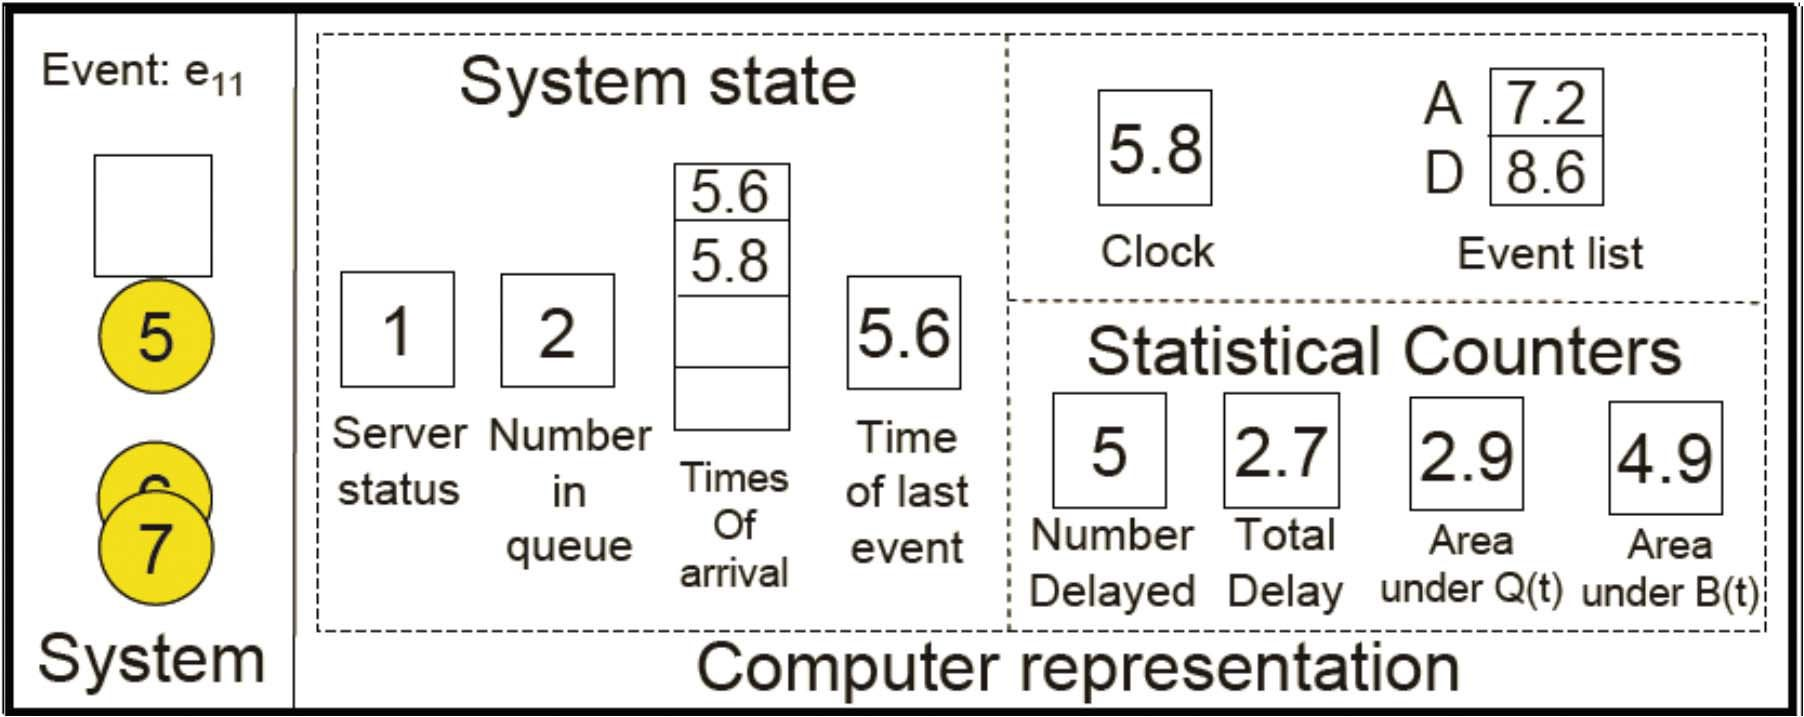 Event: e11
5
6
7
System
System state
1
Server
status
2
Number
in
queue
5.6
5.8
Times
Of
arrival
5.6
Time
of last
event
5.8
Clock
A 7.2
D 8.6
Event list
Statistical Counters
5
Number
Delayed
2.7
Total
Delay
2.9
Area
under Q(t)
4.9
Area
under B(t)
Computer representation